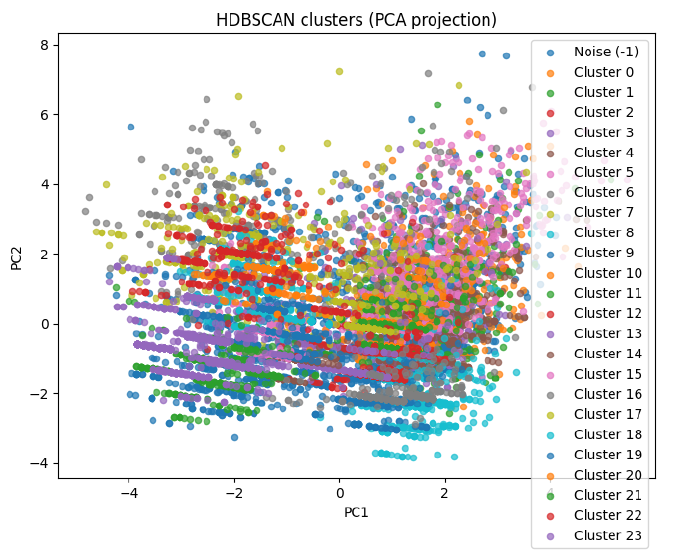 HDBSCAN clusters (PCA projection)
8
6
4
2
0
−2
−4
PC2
−4
−2
0
2
4
PC1
Noise (-1)
Cluster 0
Cluster 1
Cluster 2
Cluster 3
Cluster 4
Cluster 5
Cluster 6
Cluster 7
Cluster 8
Cluster 9
Cluster 10
Cluster 11
Cluster 12
Cluster 13
Cluster 14
Cluster 15
Cluster 16
Cluster 17
Cluster 18
Cluster 19
Cluster 20
Cluster 21
Cluster 22
Cluster 23